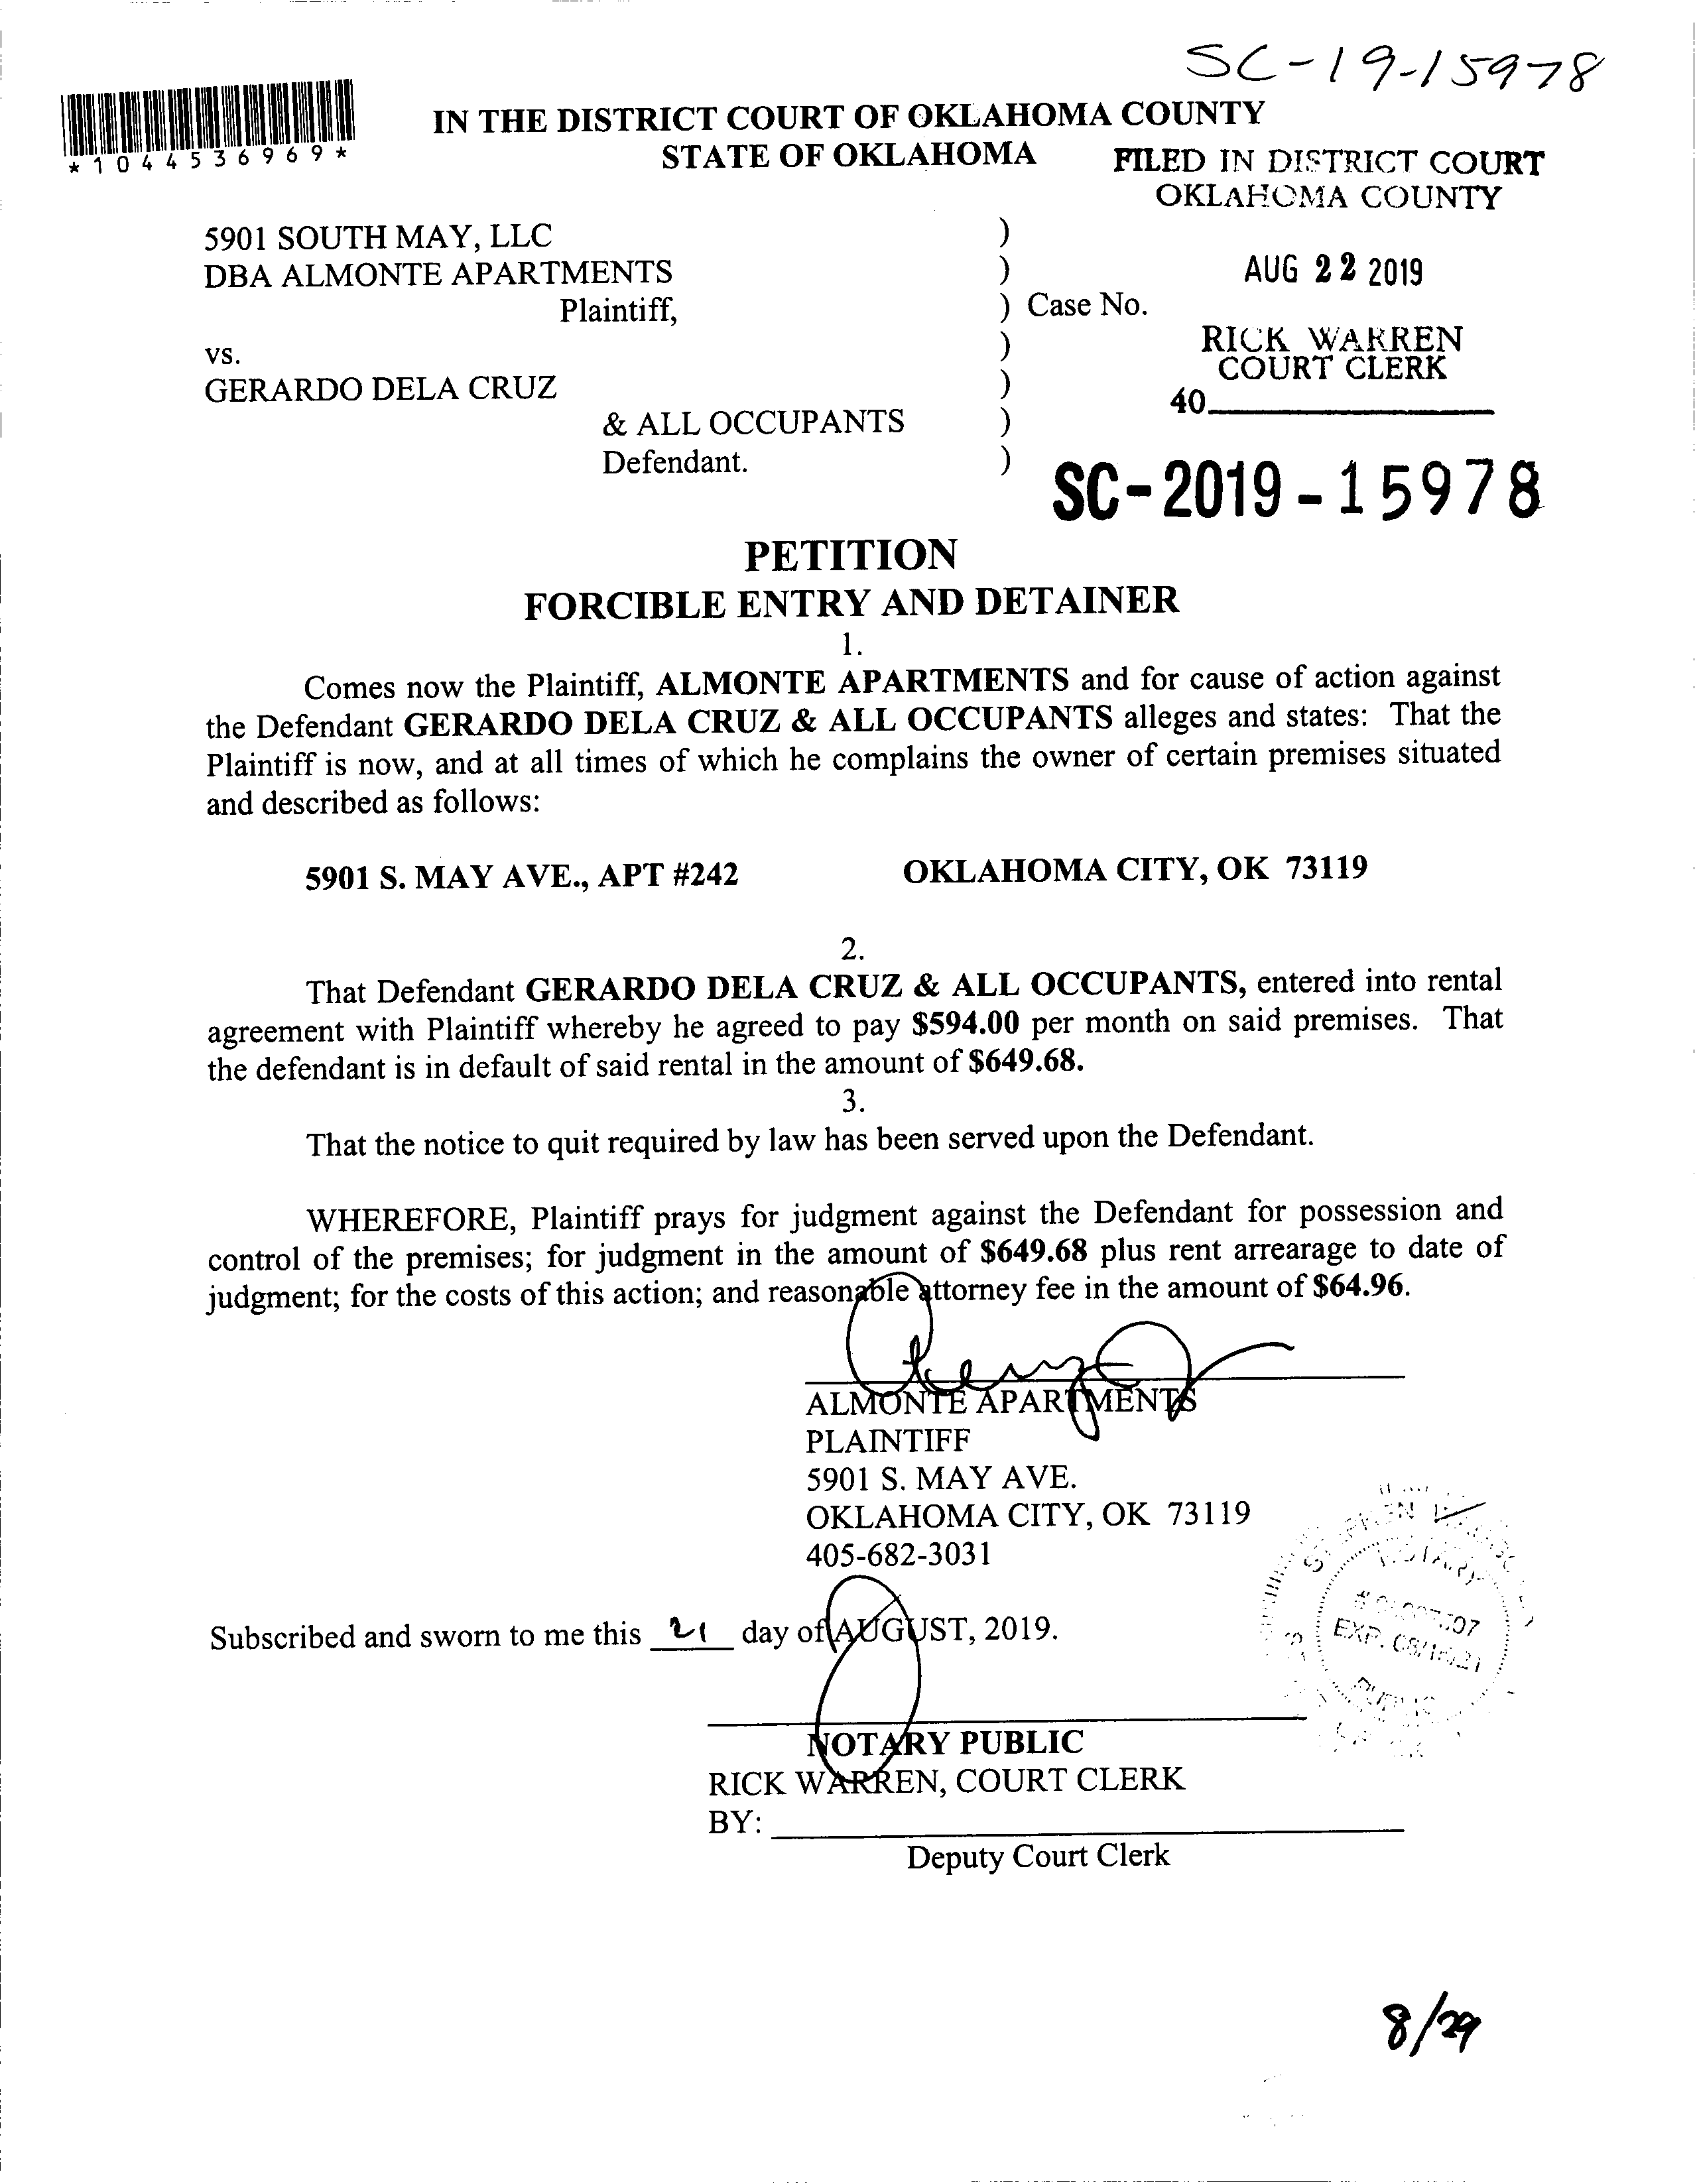 SC-19-15978
*1044536969*
IN THE DISTRICT COURT OF OKLAHOMA COUNTY
STATE OF OKLAHOMA
FILED IN DISTRICT COURT
OKLAHOMA COUNTY
5901 SOUTH MAY, LLC )
DBA ALMONTE APARTMENTS )
AUG 22 2019
Plaintiff, ) Case No.
vs. )
RICK WARREN
COURT CLERK
GERARDO DELA CRUZ )
40
& ALL OCCUPANTS )
Defendant. )
SC-2019-15978
PETITION
FORCIBLE ENTRY AND DETAINER
1.
Comes now the Plaintiff, ALMONTE APARTMENTS and for cause of action against
the Defendant GERARDO DELA CRUZ & ALL OCCUPANTS alleges and states: That the
Plaintiff is now, and at all times of which he complains the owner of certain premises situated
and described as follows:
5901 S. MAY AVE., APT #242 OKLAHOMA CITY, OK 73119
2.
That Defendant GERARDO DELA CRUZ & ALL OCCUPANTS, entered into rental
agreement with Plaintiff whereby he agreed to pay $594.00 per month on said premises. That
the defendant is in default of said rental in the amount of $649.68.
3.
That the notice to quit required by law has been served upon the Defendant.
WHEREFORE, Plaintiff prays for judgment against the Defendant for possession and
control of the premises; for judgment in the amount of $649.68 plus rent arrearage to date of
judgment; for the costs of this action; and reasonable attorney fee in the amount of $64.96.
ALMONTE APARTMENTS
PLAINTIFF
5901 S. MAY AVE.
OKLAHOMA CITY, OK 73119
405-682-3031
NOTARY
EXP.
PUBLIC
Subscribed and sworn to me this 21 day of AUGUST, 2019.
NOTARY PUBLIC
RICK WARREN, COURT CLERK
BY:
Deputy Court Clerk
8/29